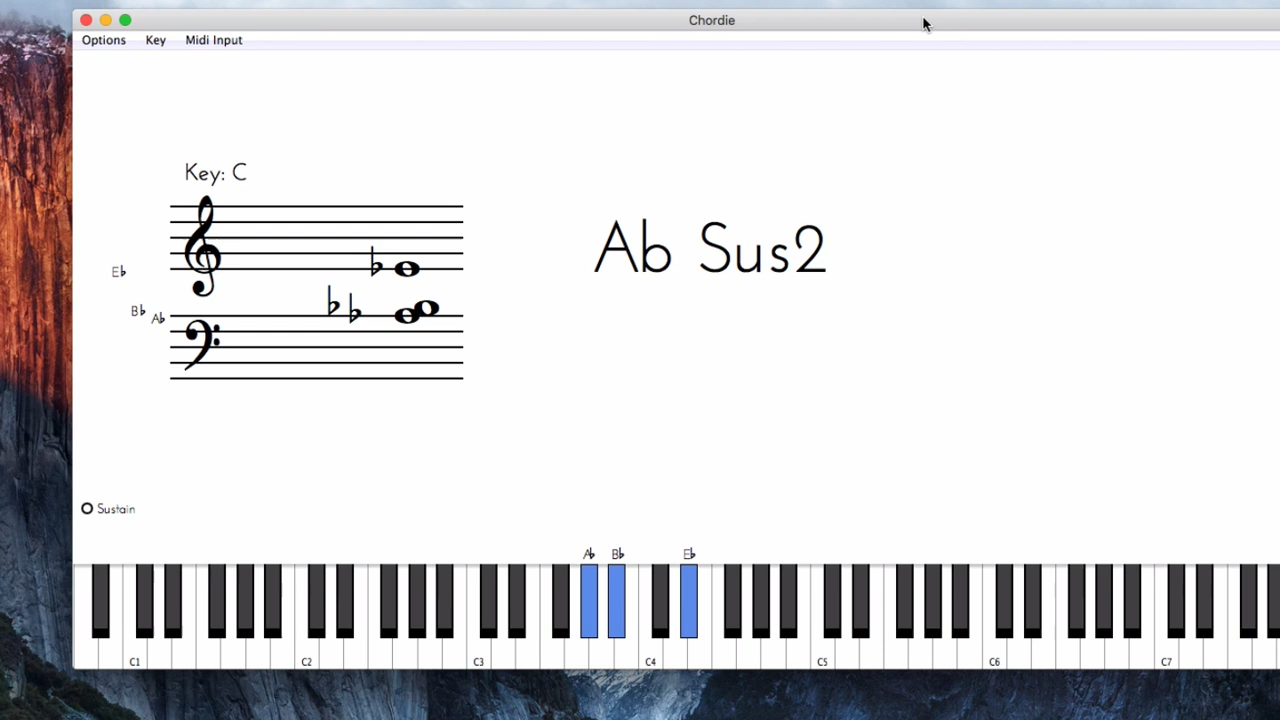 Chordie
Options Key Midi Input
Key: C
Ab Sus2
E♭
B♭
A♭
Sustain
A♭ B♭ E♭
C1 C2 C3 C4 C5 C6 C7